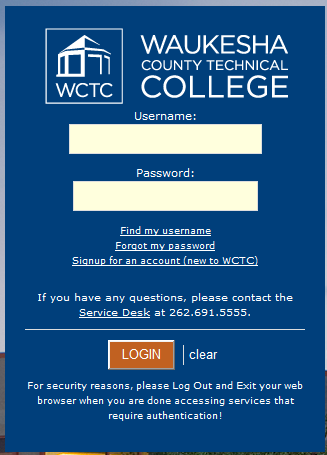 WCTC
WAUKESHA
COUNTY TECHNICAL
COLLEGE
Username:
Password:
Find my username
Forgot my password
Signup for an account (new to WCTC)
If you have any questions, please contact the
Service Desk at 262.691.5555.
LOGIN | clear
For security reasons, please Log Out and Exit your web
browser when you are done accessing services that
require authentication!